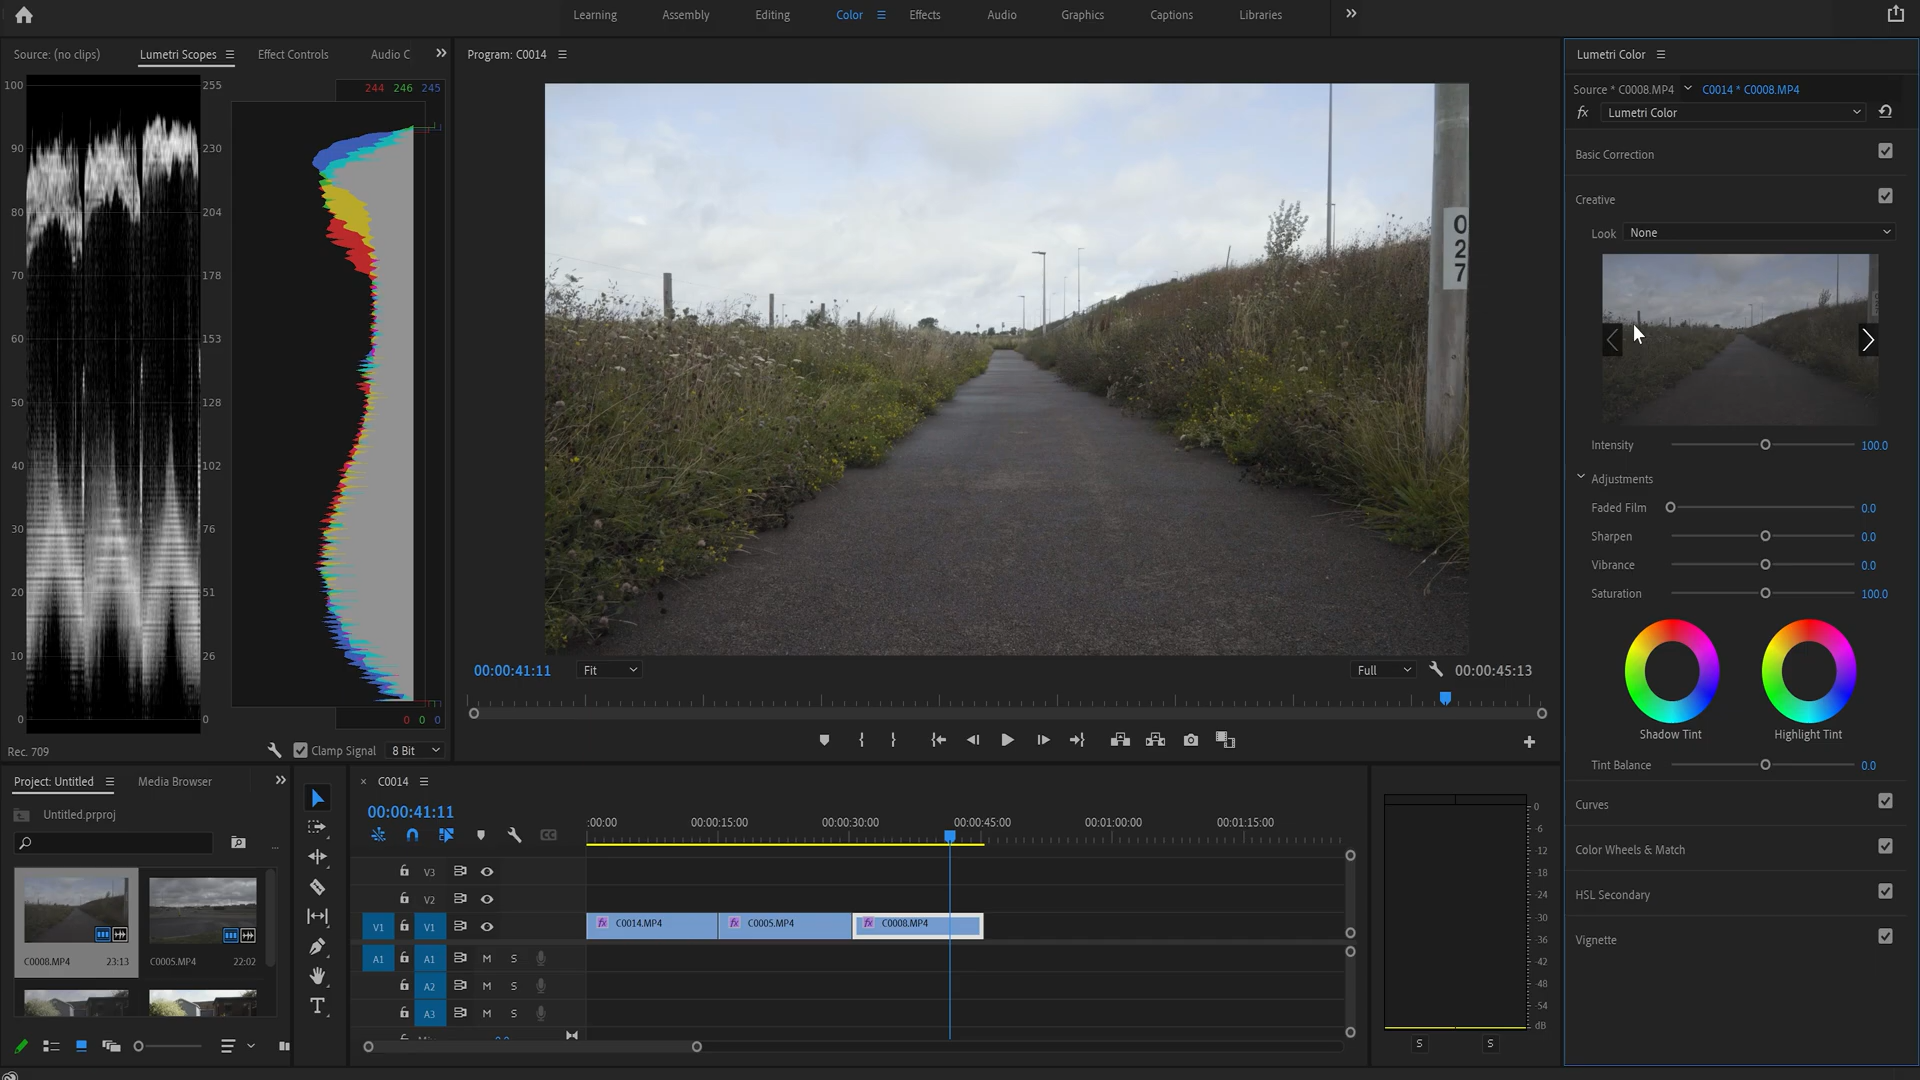 Learning Assembly Editing Color Effects Audio Graphics Captions Libraries
Source: (no clips) Lumetri Scopes Effect Controls Audio C
100 255
90 230
80 204
70 178
60 153
50 128
40 102
30 76
20 51
10 26
0 0
244 246 245
0 0 0
Rec. 709 Clamp Signal 8 Bit
Program: C0014
0
2
7
00:00:41:11 Fit Full 00:00:45:13
Lumetri Color
Source * C0008.MP4 C0014 * C0008.MP4
fx Lumetri Color
Basic Correction
Creative
Look None
Intensity 100.0
Adjustments
Faded Film 0.0
Sharpen 0.0
Vibrance 0.0
Saturation 100.0
Shadow Tint Highlight Tint
Tint Balance 0.0
Curves
Color Wheels & Match
HSL Secondary
Vignette
Project: Untitled Media Browser
Untitled.prproj
C0008.MP4 23:13 C0005.MP4 22:02
× C0014
00:00:41:11
CC
:00:00 00:00:15:00 00:00:30:00 00:00:45:00 00:01:00:00 00:01:15:00
V3
V2
V1 V1
fx C0014.MP4 fx C0005.MP4 fx C0008.MP4
A1 A1 M S
A2 M S
A3 M S
0
-6
-12
-18
-24
-30
-36
-42
-48
-54
dB
S S